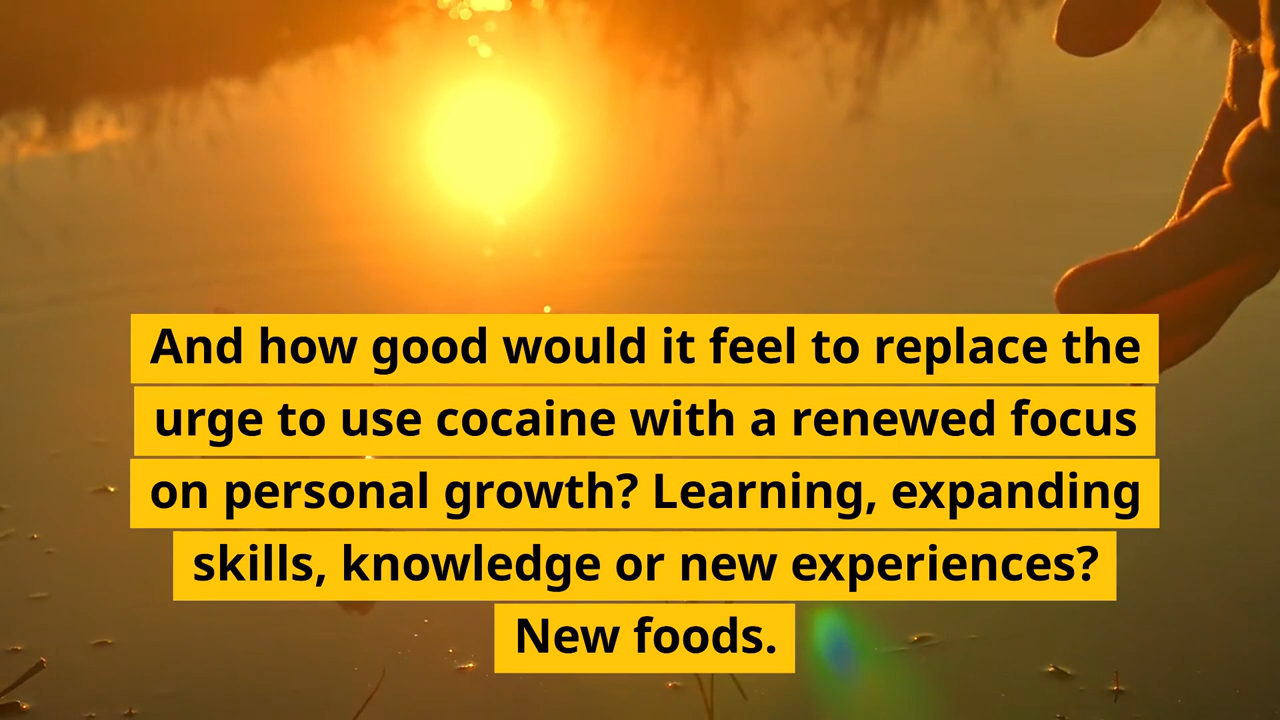 And how good would it feel to replace the
urge to use cocaine with a renewed focus
on personal growth? Learning, expanding
skills, knowledge or new experiences?
New foods.